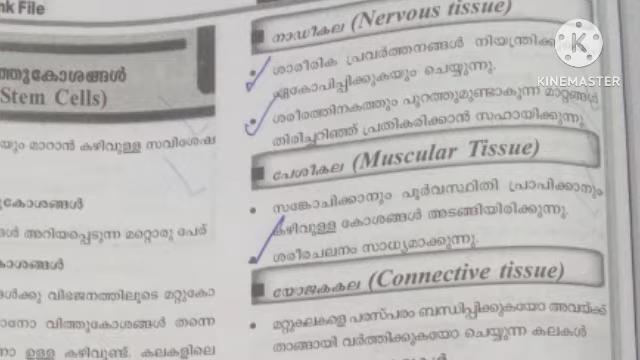 nk File
ത്തുകോശങ്ങൾ
Stem Cells)
യും മാറാൻ കഴിവുള്ള സവിശേഷ
കോശങ്ങൾ
ൾ അറിയപ്പെടുന്ന മറ്റൊരു പേര്
കോശങ്ങൾ
ൾക്കു വിഭജനത്തിലൂടെ മറ്റുകോ
ാനോ വിത്തുകോശങ്ങൾ തന്നെ
നാ ഉള്ള കഴിവുണ്ട്. കലകളിലെ
നാഡീകല (Nervous tissue)
ശാരീരിക പ്രവർത്തനങ്ങൾ നിയന്ത്രിക്ക
ഏകോപിപ്പിക്കുകയും ചെയ്യുന്നു.
ശരീരത്തിനകത്തും പുറത്തുമുണ്ടാകുന്ന മാറ്റങ്ങൾ
തിരിച്ചറിഞ്ഞ് പ്രതികരിക്കാൻ സഹായിക്കുന്നു
പേശീകല (Muscular Tissue)
സങ്കോചിക്കാനും പൂർവസ്ഥിതി പ്രാപിക്കാനും
കഴിവുള്ള കോശങ്ങൾ അടങ്ങിയിരിക്കുന്നു.
ശരീരചലനം സാധ്യമാക്കുന്നു.
യോജകകല (Connective tissue)
മറ്റുകലകളെ പരസ്പരം ബന്ധിപ്പിക്കുകയോ അവയ്ക്ക്
താങ്ങായി വർത്തിക്കുകയോ ചെയ്യുന്ന കലകൾ
KINEMASTER